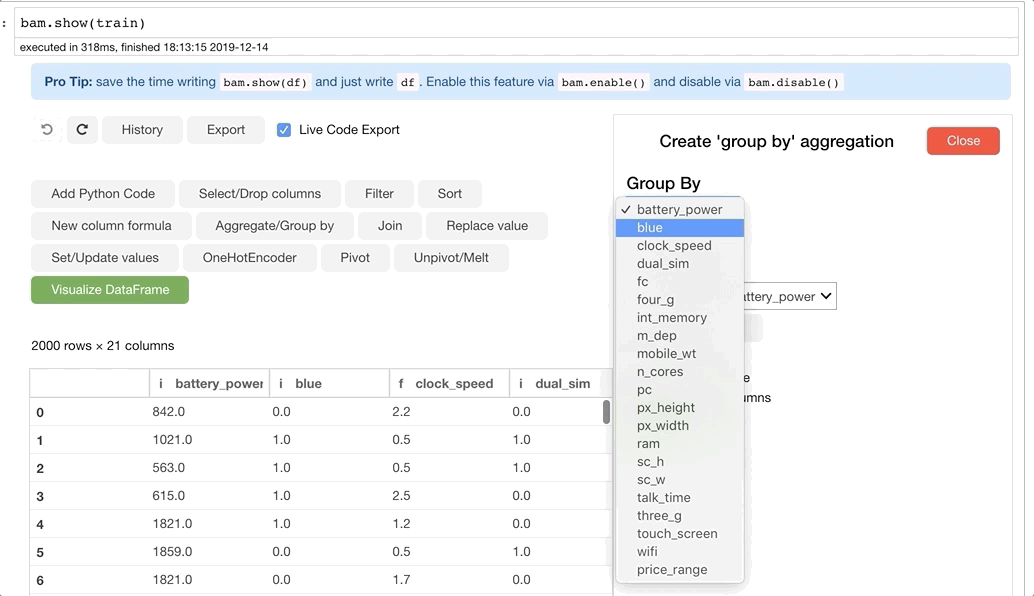 : bam.show(train)
executed in 318ms, finished 18:13:15 2019-12-14
Pro Tip: save the time writing bam.show(df) and just write df. Enable this feature via bam.enable() and disable via bam.disable()
History Export Live Code Export
Create 'group by' aggregation Close
Group By
Add Python Code Select/Drop columns Filter Sort
New column formula Aggregate/Group by Join Replace value
Set/Update values OneHotEncoder Pivot Unpivot/Melt
Visualize DataFrame
✓ battery_power
blue
clock_speed
dual_sim
fc
four_g
int_memory
m_dep
mobile_wt
n_cores
pc
px_height
px_width
ram
sc_h
sc_w
talk_time
three_g
touch_screen
wifi
price_range
2000 rows × 21 columns
i battery_power i blue f clock_speed i dual_sim
0 842.0 0.0 2.2 0.0
1 1021.0 1.0 0.5 1.0
2 563.0 1.0 0.5 1.0
3 615.0 1.0 2.5 0.0
4 1821.0 1.0 1.2 0.0
5 1859.0 0.0 0.5 1.0
6 1821.0 0.0 1.7 0.0